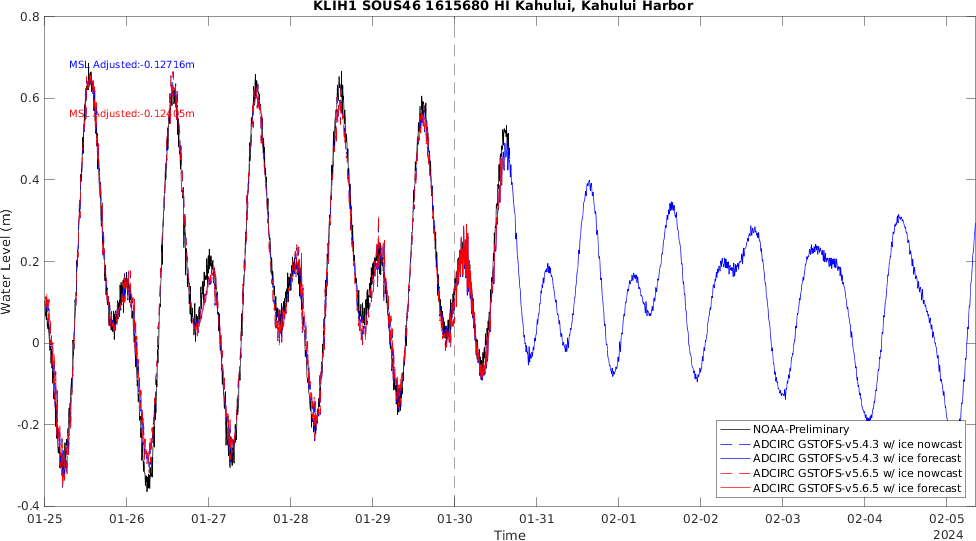 KLIH1 SOUS46 1615680 HI Kahului, Kahului Harbor
0.8
0.6
0.4
0.2
0
-0.2
-0.4
Water Level (m)
MSL Adjusted:-0.12716m
MSL Adjusted:-0.12405m
NOAA-Preliminary
ADCIRC GSTOFS-v5.4.3 w/ ice nowcast
ADCIRC GSTOFS-v5.4.3 w/ ice forecast
ADCIRC GSTOFS-v5.6.5 w/ ice nowcast
ADCIRC GSTOFS-v5.6.5 w/ ice forecast
01-25 01-26 01-27 01-28 01-29 01-30 01-31 02-01 02-02 02-03 02-04 02-05
Time
2024